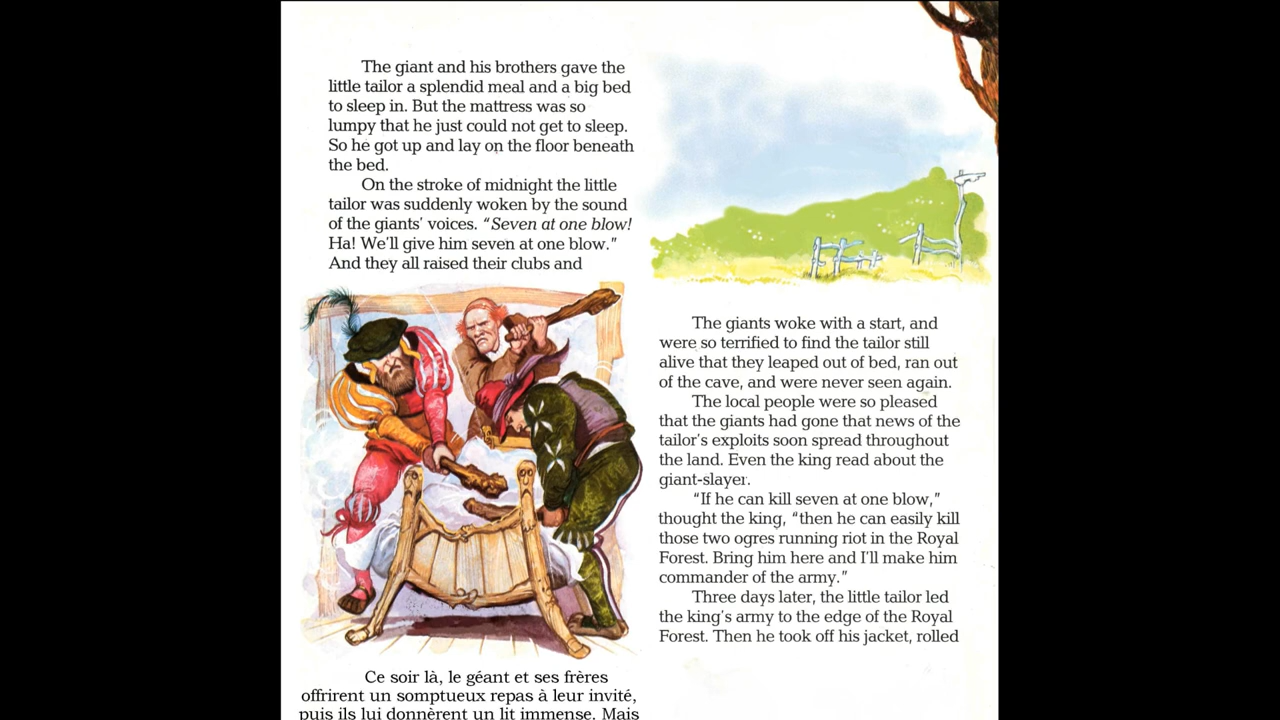 The giant and his brothers gave the
little tailor a splendid meal and a big bed
to sleep in. But the mattress was so
lumpy that he just could not get to sleep.
So he got up and lay on the floor beneath
the bed.
On the stroke of midnight the little
tailor was suddenly woken by the sound
of the giants' voices. "Seven at one blow!
Ha! We'll give him seven at one blow."
And they all raised their clubs and
Ce soir là, le géant et ses frères
offrirent un somptueux repas à leur invité,
puis ils lui donnèrent un lit immense. Mais
The giants woke with a start, and
were so terrified to find the tailor still
alive that they leaped out of bed, ran out
of the cave, and were never seen again.
The local people were so pleased
that the giants had gone that news of the
tailor's exploits soon spread throughout
the land. Even the king read about the
giant-slayer.
"If he can kill seven at one blow,"
thought the king, "then he can easily kill
those two ogres running riot in the Royal
Forest. Bring him here and I'll make him
commander of the army."
Three days later, the little tailor led
the king's army to the edge of the Royal
Forest. Then he took off his jacket, rolled